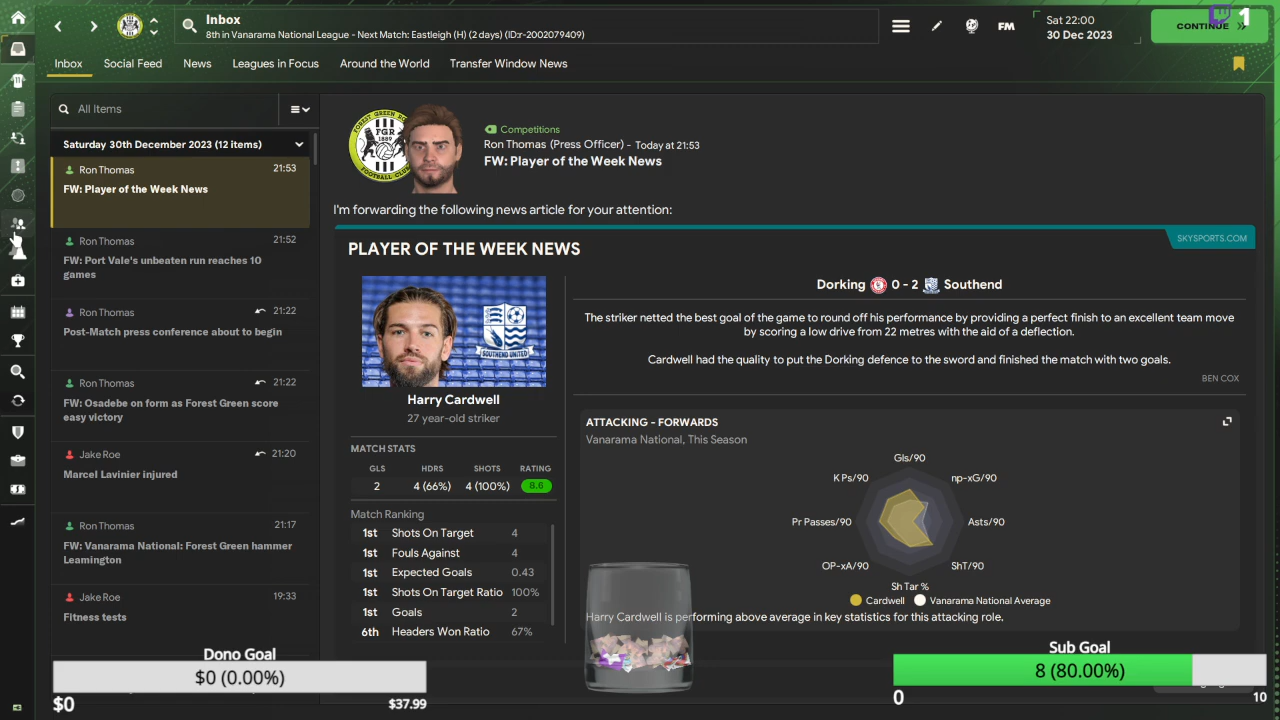 Inbox
8th in Vanarama National League - Next Match: Eastleigh (H) (2 days) (IDr-2002079409)
FM
Sat 22:00
30 Dec 2023
CONTINUE
1
Inbox
Social Feed
News
Leagues in Focus
Around the World
Transfer Window News
All Items
Saturday 30th December 2023 (12 items)
Ron Thomas 21:53
FW: Player of the Week News
Ron Thomas 21:52
FW: Port Vale's unbeaten run reaches 10
games
Ron Thomas 21:22
Post-Match press conference about to begin
Ron Thomas 21:22
FW: Osadebe on form as Forest Green score
easy victory
Jake Roe 21:20
Marcel Lavinier injured
Ron Thomas 21:17
FW: Vanarama National: Forest Green hammer
Leamington
Jake Roe 19:33
Fitness tests
FOREST GREEN RO
FGR
1889
FOOTBALL CLUB
Competitions
Ron Thomas (Press Officer) - Today at 21:53
FW: Player of the Week News
I'm forwarding the following news article for your attention:
PLAYER OF THE WEEK NEWS
SKYSPORTS.COM
SOUTHEND UNITED
Harry Cardwell
27 year-old striker
MATCH STATS
GLS HDRS SHOTS RATING
2 4 (66%) 4 (100%) 8.6
Match Ranking
1st Shots On Target 4
1st Fouls Against 4
1st Expected Goals 0.43
1st Shots On Target Ratio 100%
1st Goals 2
6th Headers Won Ratio 67%
Dorking 0 - 2 Southend
The striker netted the best goal of the game to round off his performance by providing a perfect finish to an excellent team move
by scoring a low drive from 22 metres with the aid of a deflection.
Cardwell had the quality to put the Dorking defence to the sword and finished the match with two goals.
BEN COX
ATTACKING - FORWARDS
Vanarama National, This Season
Gls/90
K Ps/90
np-xG/90
Pr Passes/90
Asts/90
OP-xA/90
ShT/90
Sh Tar %
Cardwell
Vanarama National Average
Harry Cardwell is performing above average in key statistics for this attacking role.
Dono Goal
$0 (0.00%)
$0
$37.99
Sub Goal
8 (80.00%)
0
10